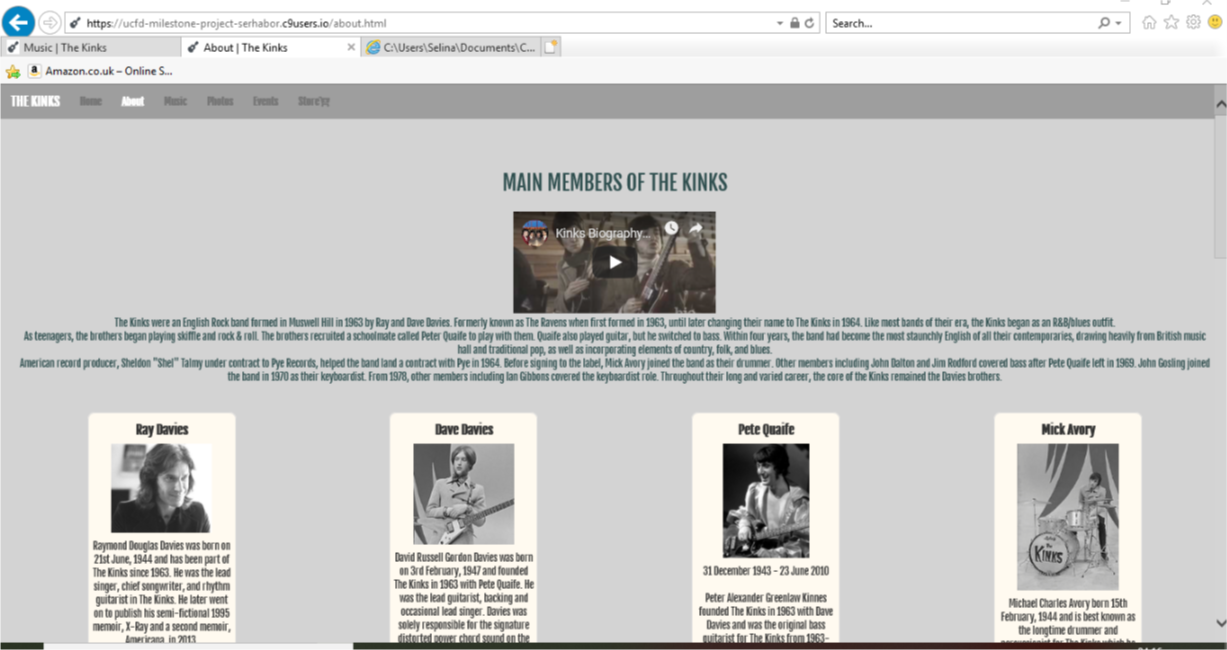 https://ucfd-milestone-project-serhabor.c9users.io/about.html
Search...
Music | The Kinks
About | The Kinks
C:\Users\Selina\Documents\C...
Amazon.co.uk – Online S...
THE KINKS Home About Music Photos Events
MAIN MEMBERS OF THE KINKS
Kinks Biography...
The Kinks were an English Rock band formed in Muswell Hill in 1963 by Ray and Dave Davies. Formerly known as The Ravens when first formed in 1963, until later changing their name to The Kinks in 1964. Like most bands of their era, the Kinks began as an R&B/blues outfit.
As teenagers, the brothers began playing skiffle and rock & roll. The brothers recruited a schoolmate called Peter Quaife to play with them. Quaife also played guitar, but he switched to bass. Within four years, the band had become the most staunchly English of all their contemporaries, drawing heavily from British music
hall and traditional pop, as well as incorporating elements of country, folk, and blues.
American record producer, Sheldon "Shel" Talmy under contract to Pye Records, helped the band land a contract with Pye in 1964. Before signing to the label, Mick Avory joined the band as their drummer. Other members including John Dalton and Jim Rodford covered bass after Pete Quaife left in 1969. John Gosling joined
the band in 1970 as their keyboardist. From 1978, other members including Ian Gibbons covered the keyboardist role. Throughout their long and varied career, the core of the Kinks remained the Davies brothers.
Ray Davies
Raymond Douglas Davies was born on
21st June, 1944 and has been part of
The Kinks since 1963. He was the lead
singer, chief songwriter, and rhythm
guitarist in The Kinks. He later went
on to publish his semi-fictional 1995
memoir, X-Ray and a second memoir,
Americana, in 2013
Dave Davies
David Russell Gordon Davies was born
on 3rd February, 1947 and founded
The Kinks in 1963 with Pete Quaife. He
was the lead guitarist, backing and
occasional lead singer. Davies was
solely responsible for the signature
distorted power chord sound on the
Pete Quaife
31 December 1943 – 23 June 2010
Peter Alexander Greenlaw Kinnes
founded The Kinks in 1963 with Dave
Davies and was the original bass
guitarist for The Kinks from 1963–
Mick Avory
THE KINKS
Michael Charles Avory born 15th
February, 1944 and is best known as
the longtime drummer and
percussionist for The Kinks which he